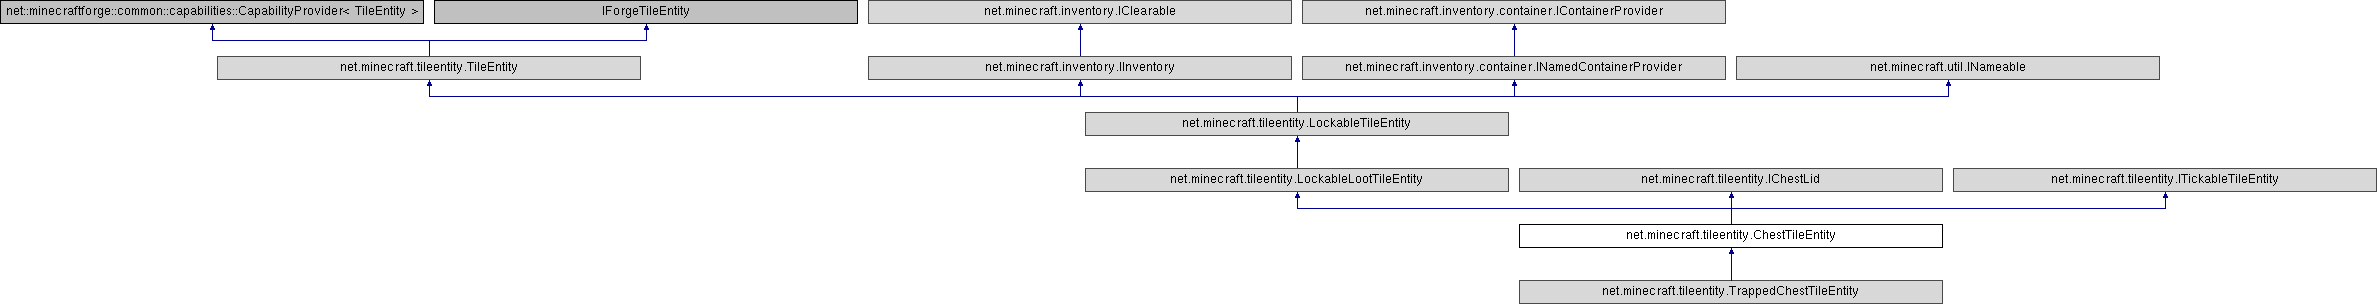 net::minecraftforge::common::capabilities::CapabilityProvider< TileEntity >
IForgeTileEntity
net.minecraft.inventory.IClearable
net.minecraft.inventory.container.IContainerProvider
net.minecraft.tileentity.TileEntity
net.minecraft.inventory.IInventory
net.minecraft.inventory.container.INamedContainerProvider
net.minecraft.util.INameable
net.minecraft.tileentity.LockableTileEntity
net.minecraft.tileentity.LockableLootTileEntity
net.minecraft.tileentity.IChestLid
net.minecraft.tileentity.ITickableTileEntity
net.minecraft.tileentity.ChestTileEntity
net.minecraft.tileentity.TrappedChestTileEntity